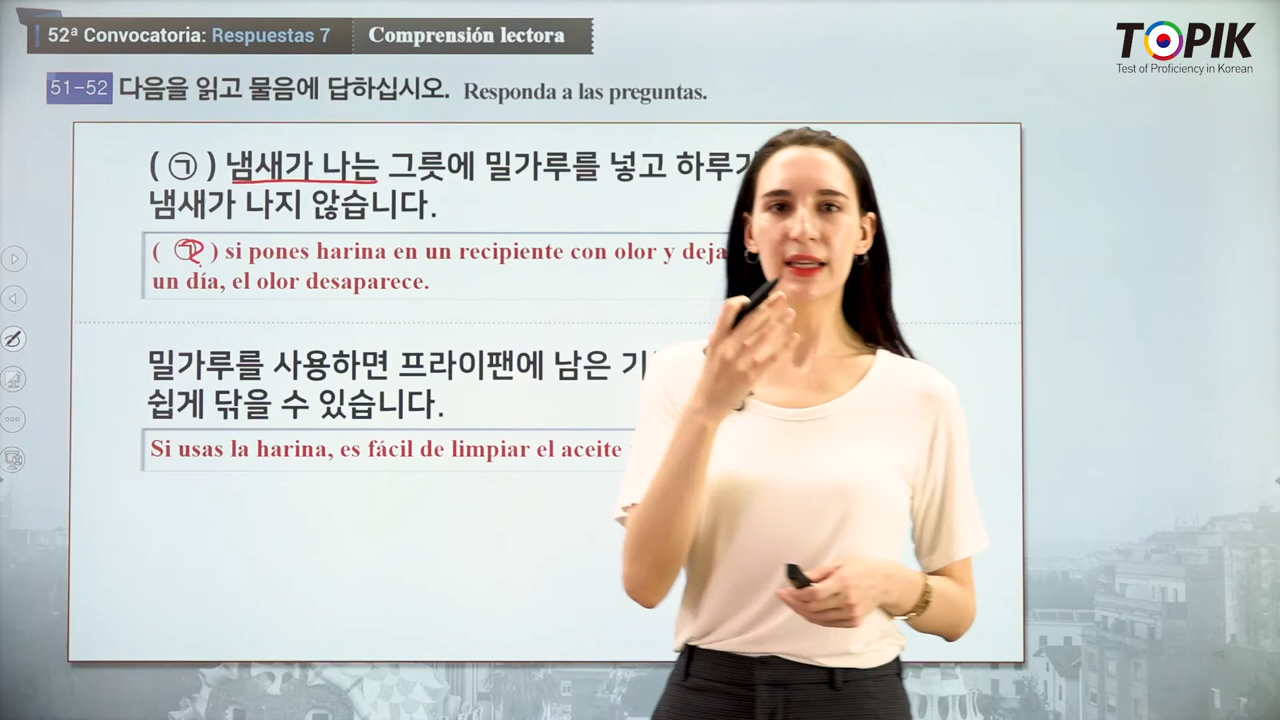 52ª Convocatoria: Respuestas 7 Comprensión lectora
TOPIK
Test of Proficiency in Korean
51-52 다음을 읽고 물음에 답하십시오. Responda a las preguntas.
( ㉠ ) 냄새가 나는 그릇에 밀가루를 넣고
냄새가 나지 않습니다.
( ㉠ ) si pones harina en un recipiente con olor y deja
un día, el olor desaparece.
밀가루를 사용하면 프라이팬에 남은
쉽게 닦을 수 있습니다.
Si usas la harina, es fácil de limpiar el aceite